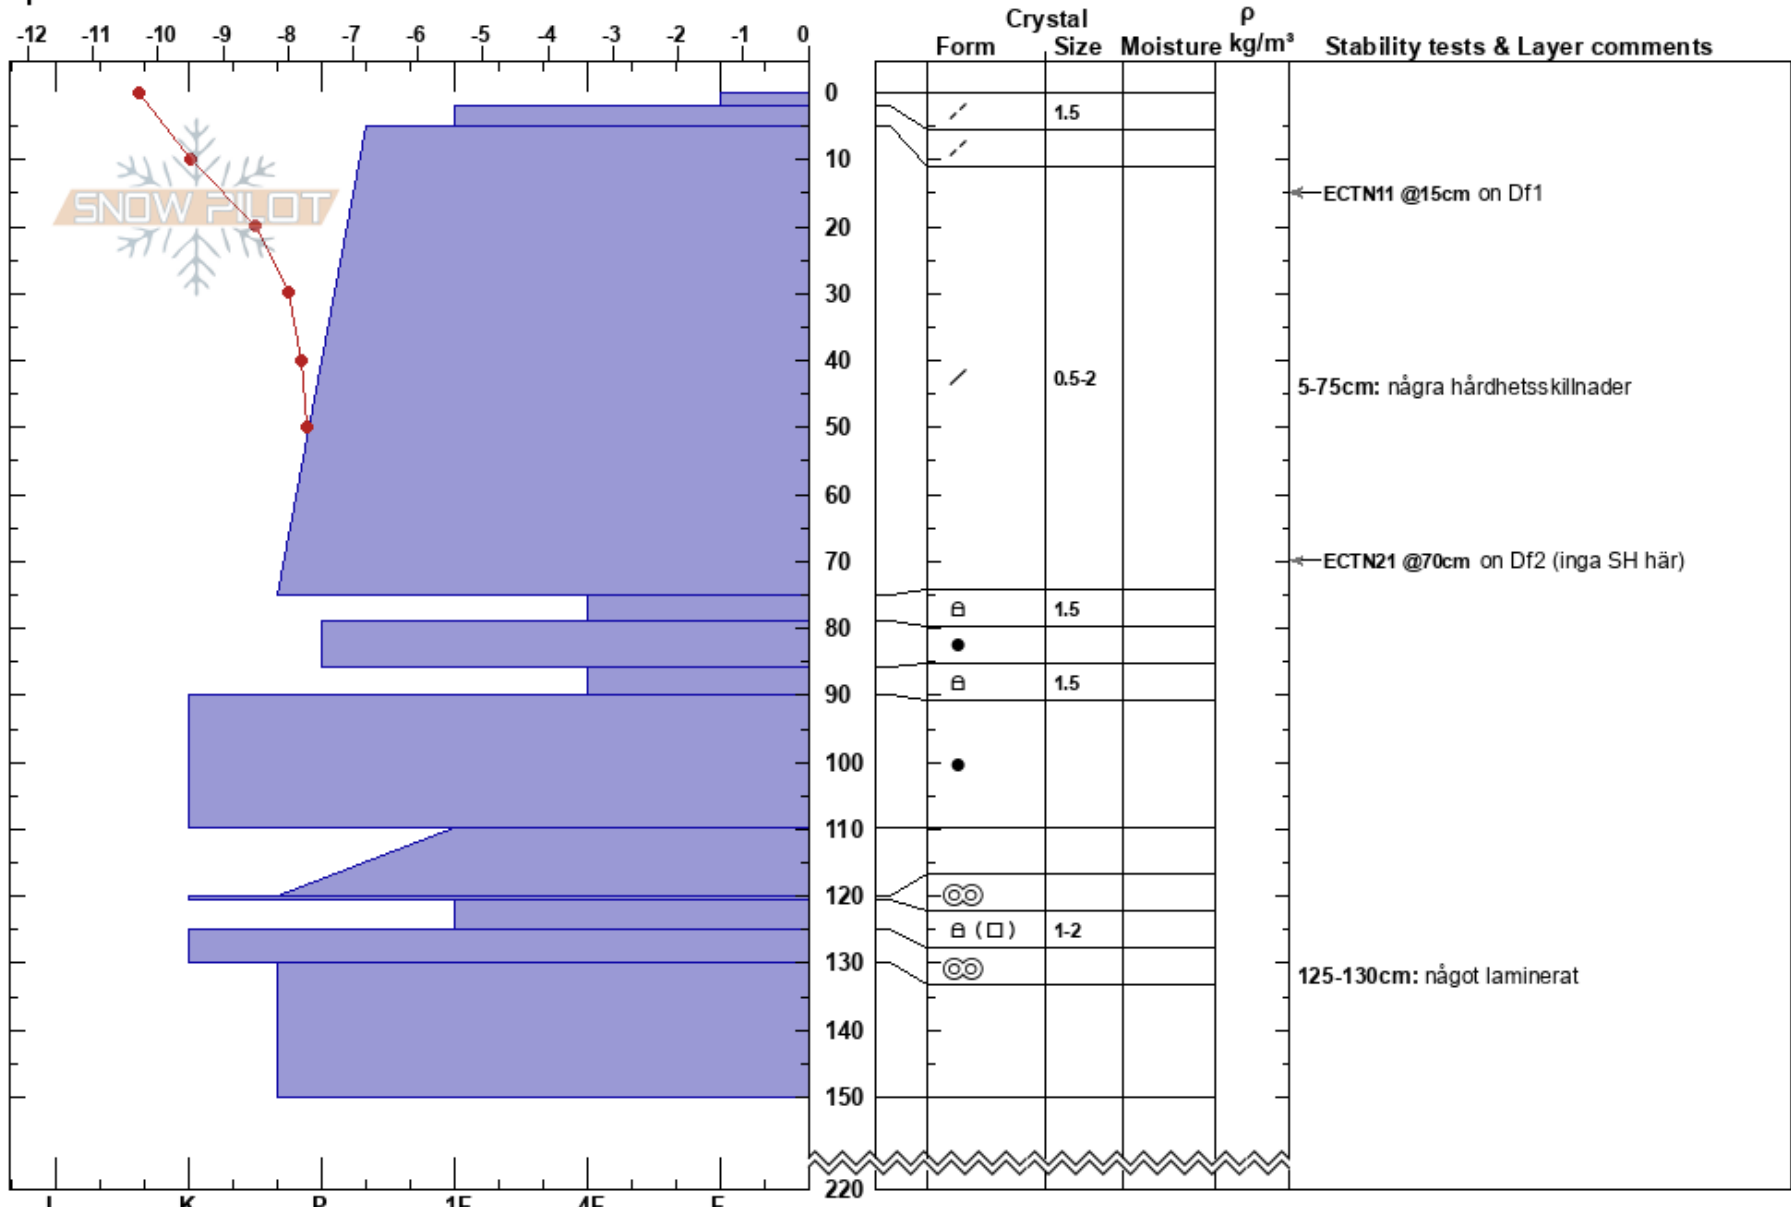 Crystal ρ
-12 -11 -10 -9 -8 -7 -6 -5 -4 -3 -2 -1 0
Form Size Moisture kg/m³ Stability tests & Layer comments
0
1.5
10
SNOW PILOT
ECTN11 @15cm on Df1
20
30
40
0.5-2
5-75cm: några hårdhetsskillnader
50
60
70
ECTN21 @70cm on Df2 (inga SH här)
1.5
80
1.5
90
100
110
120
1-2
130
125-130cm: något laminerat
140
150
220
I K P 1F 4F F